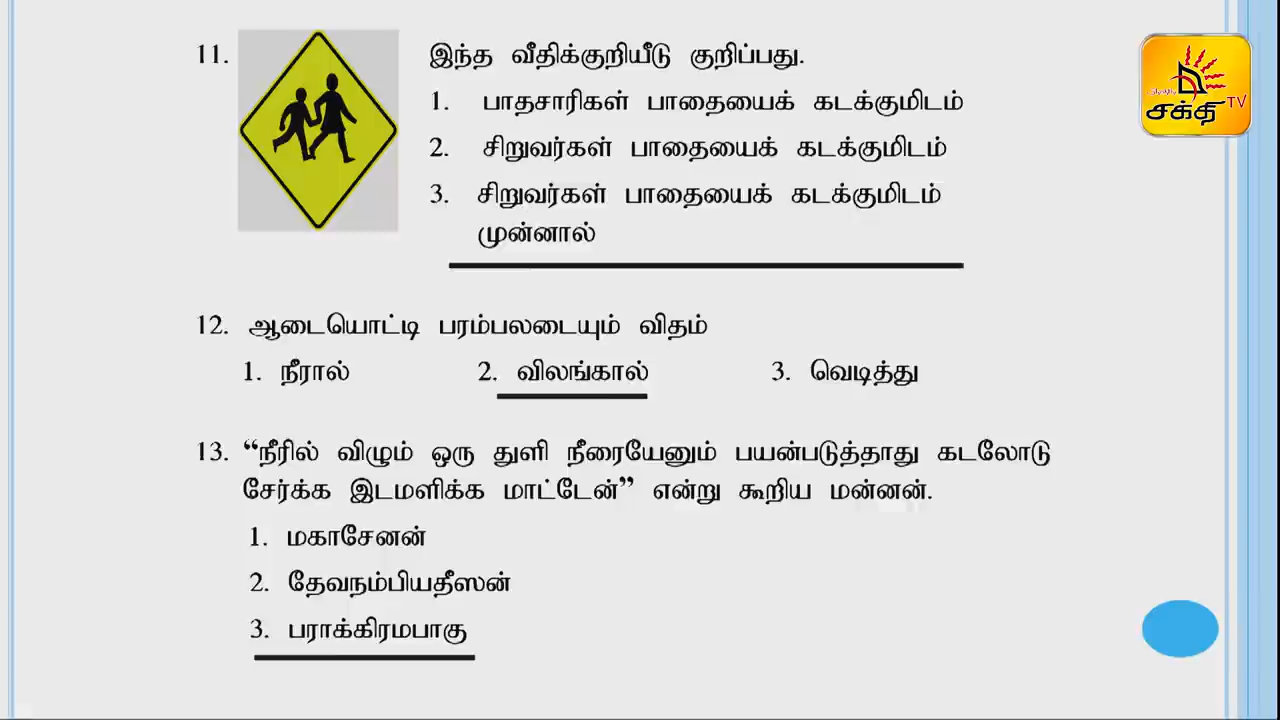 11. இந்த வீதிக்குறியீடு குறிப்பது.
1. பாதசாரிகள் பாதையைக் கடக்குமிடம்
2. சிறுவர்கள் பாதையைக் கடக்குமிடம்
3. சிறுவர்கள் பாதையைக் கடக்குமிடம்
முன்னால்
12. ஆடையொட்டி பரம்பலடையும் விதம்
1. நீரால் 2. விலங்கால் 3. வெடித்து
13. “நீரில் விழும் ஒரு துளி நீரையேனும் பயன்படுத்தாது கடலோடு
சேர்க்க இடமளிக்க மாட்டேன்” என்று கூறிய மன்னன்.
1. மகாசேனன்
2. தேவநம்பியதீஸன்
3. பராக்கிரமபாகு
சக்தி TV